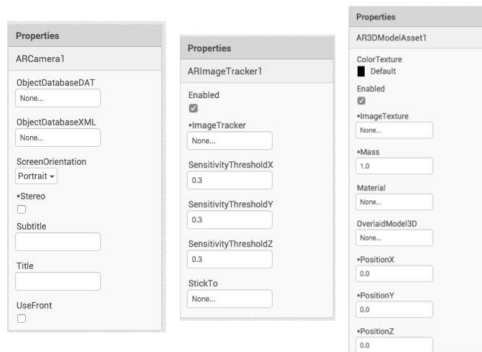 Properties
ARCamera1
ObjectDatabaseDAT
None...
ObjectDatabaseXML
None...
ScreenOrientation
Portrait
*Stereo
Subtitle
Title
UseFront
Properties
ARImageTracker1
Enabled
*ImageTracker
None...
SensitivityThresholdX
0.3
SensitivityThresholdY
0.3
SensitivityThresholdZ
0.3
StickTo
None...
Properties
AR3DModelAsset1
ColorTexture
Default
Enabled
*ImageTexture
None...
*Mass
1.0
Material
None...
OverlaidModel3D
None...
*PositionX
0.0
*PositionY
0.0
*PositionZ
0.0